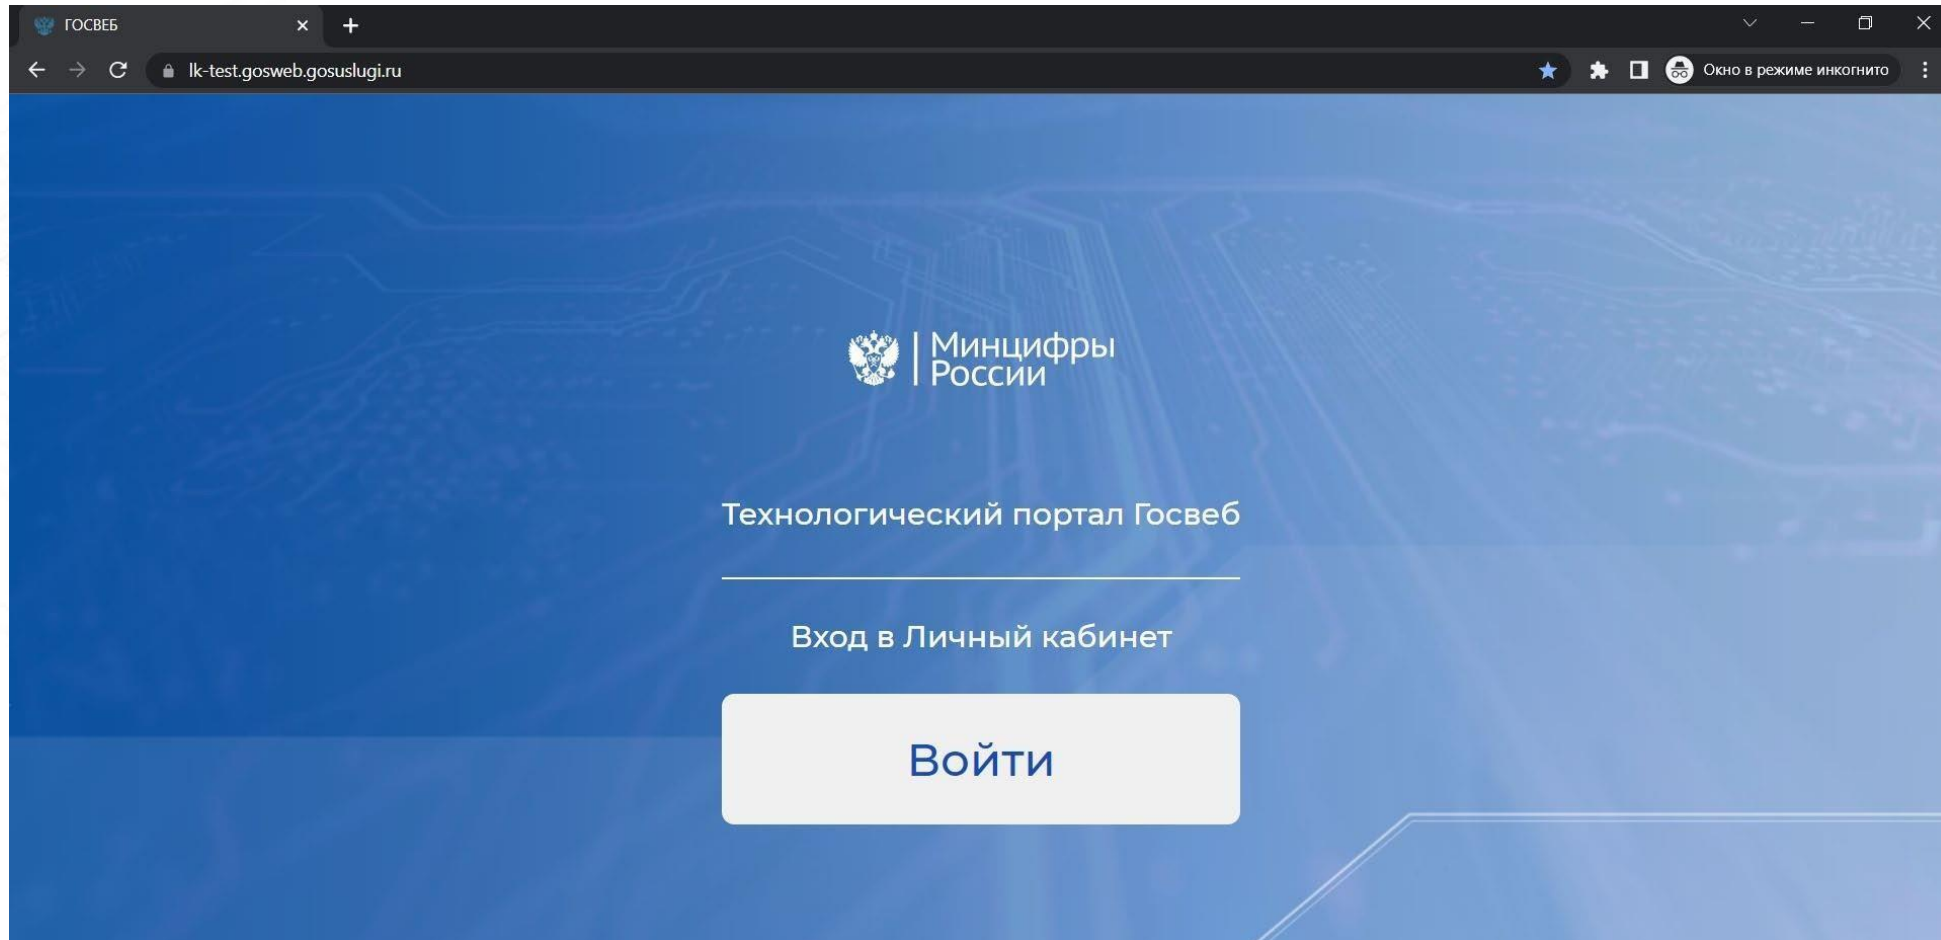 ГОСВЕБ
lk-test.gosweb.gosuslugi.ru
Окно в режиме инкогнито
Минцифры
России
Технологический портал Госвеб
Вход в Личный кабинет
Войти